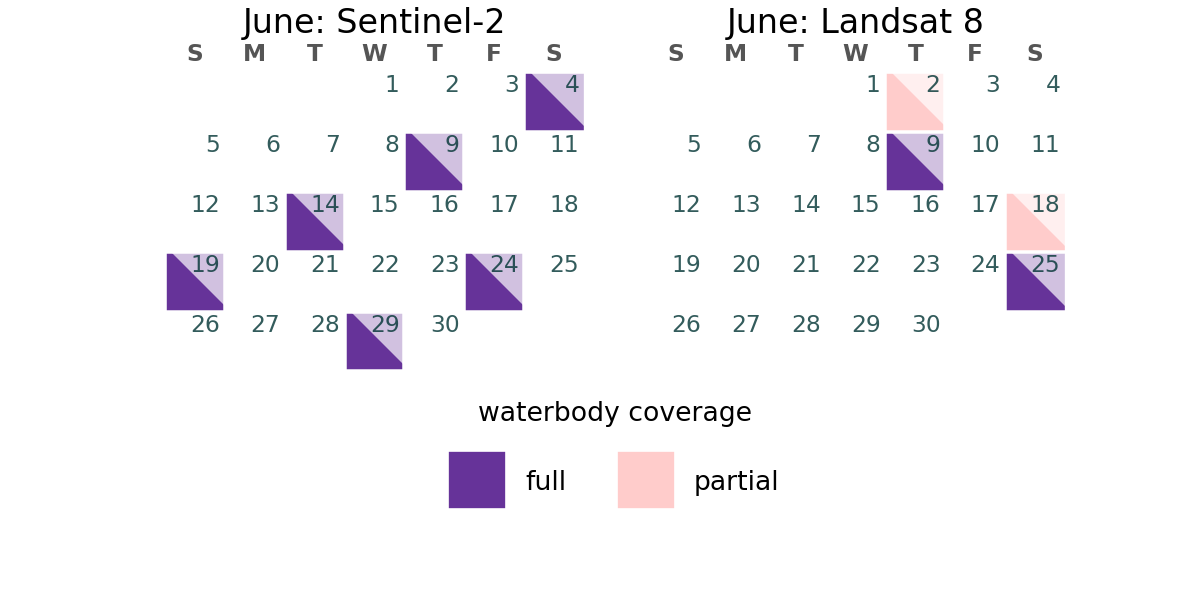 June: Sentinel-2
S M T W T F S
1 2 3 4
5 6 7 8 9 10 11
12 13 14 15 16 17 18
19 20 21 22 23 24 25
26 27 28 29 30
June: Landsat 8
S M T W T F S
1 2 3 4
5 6 7 8 9 10 11
12 13 14 15 16 17 18
19 20 21 22 23 24 25
26 27 28 29 30
waterbody coverage
full partial